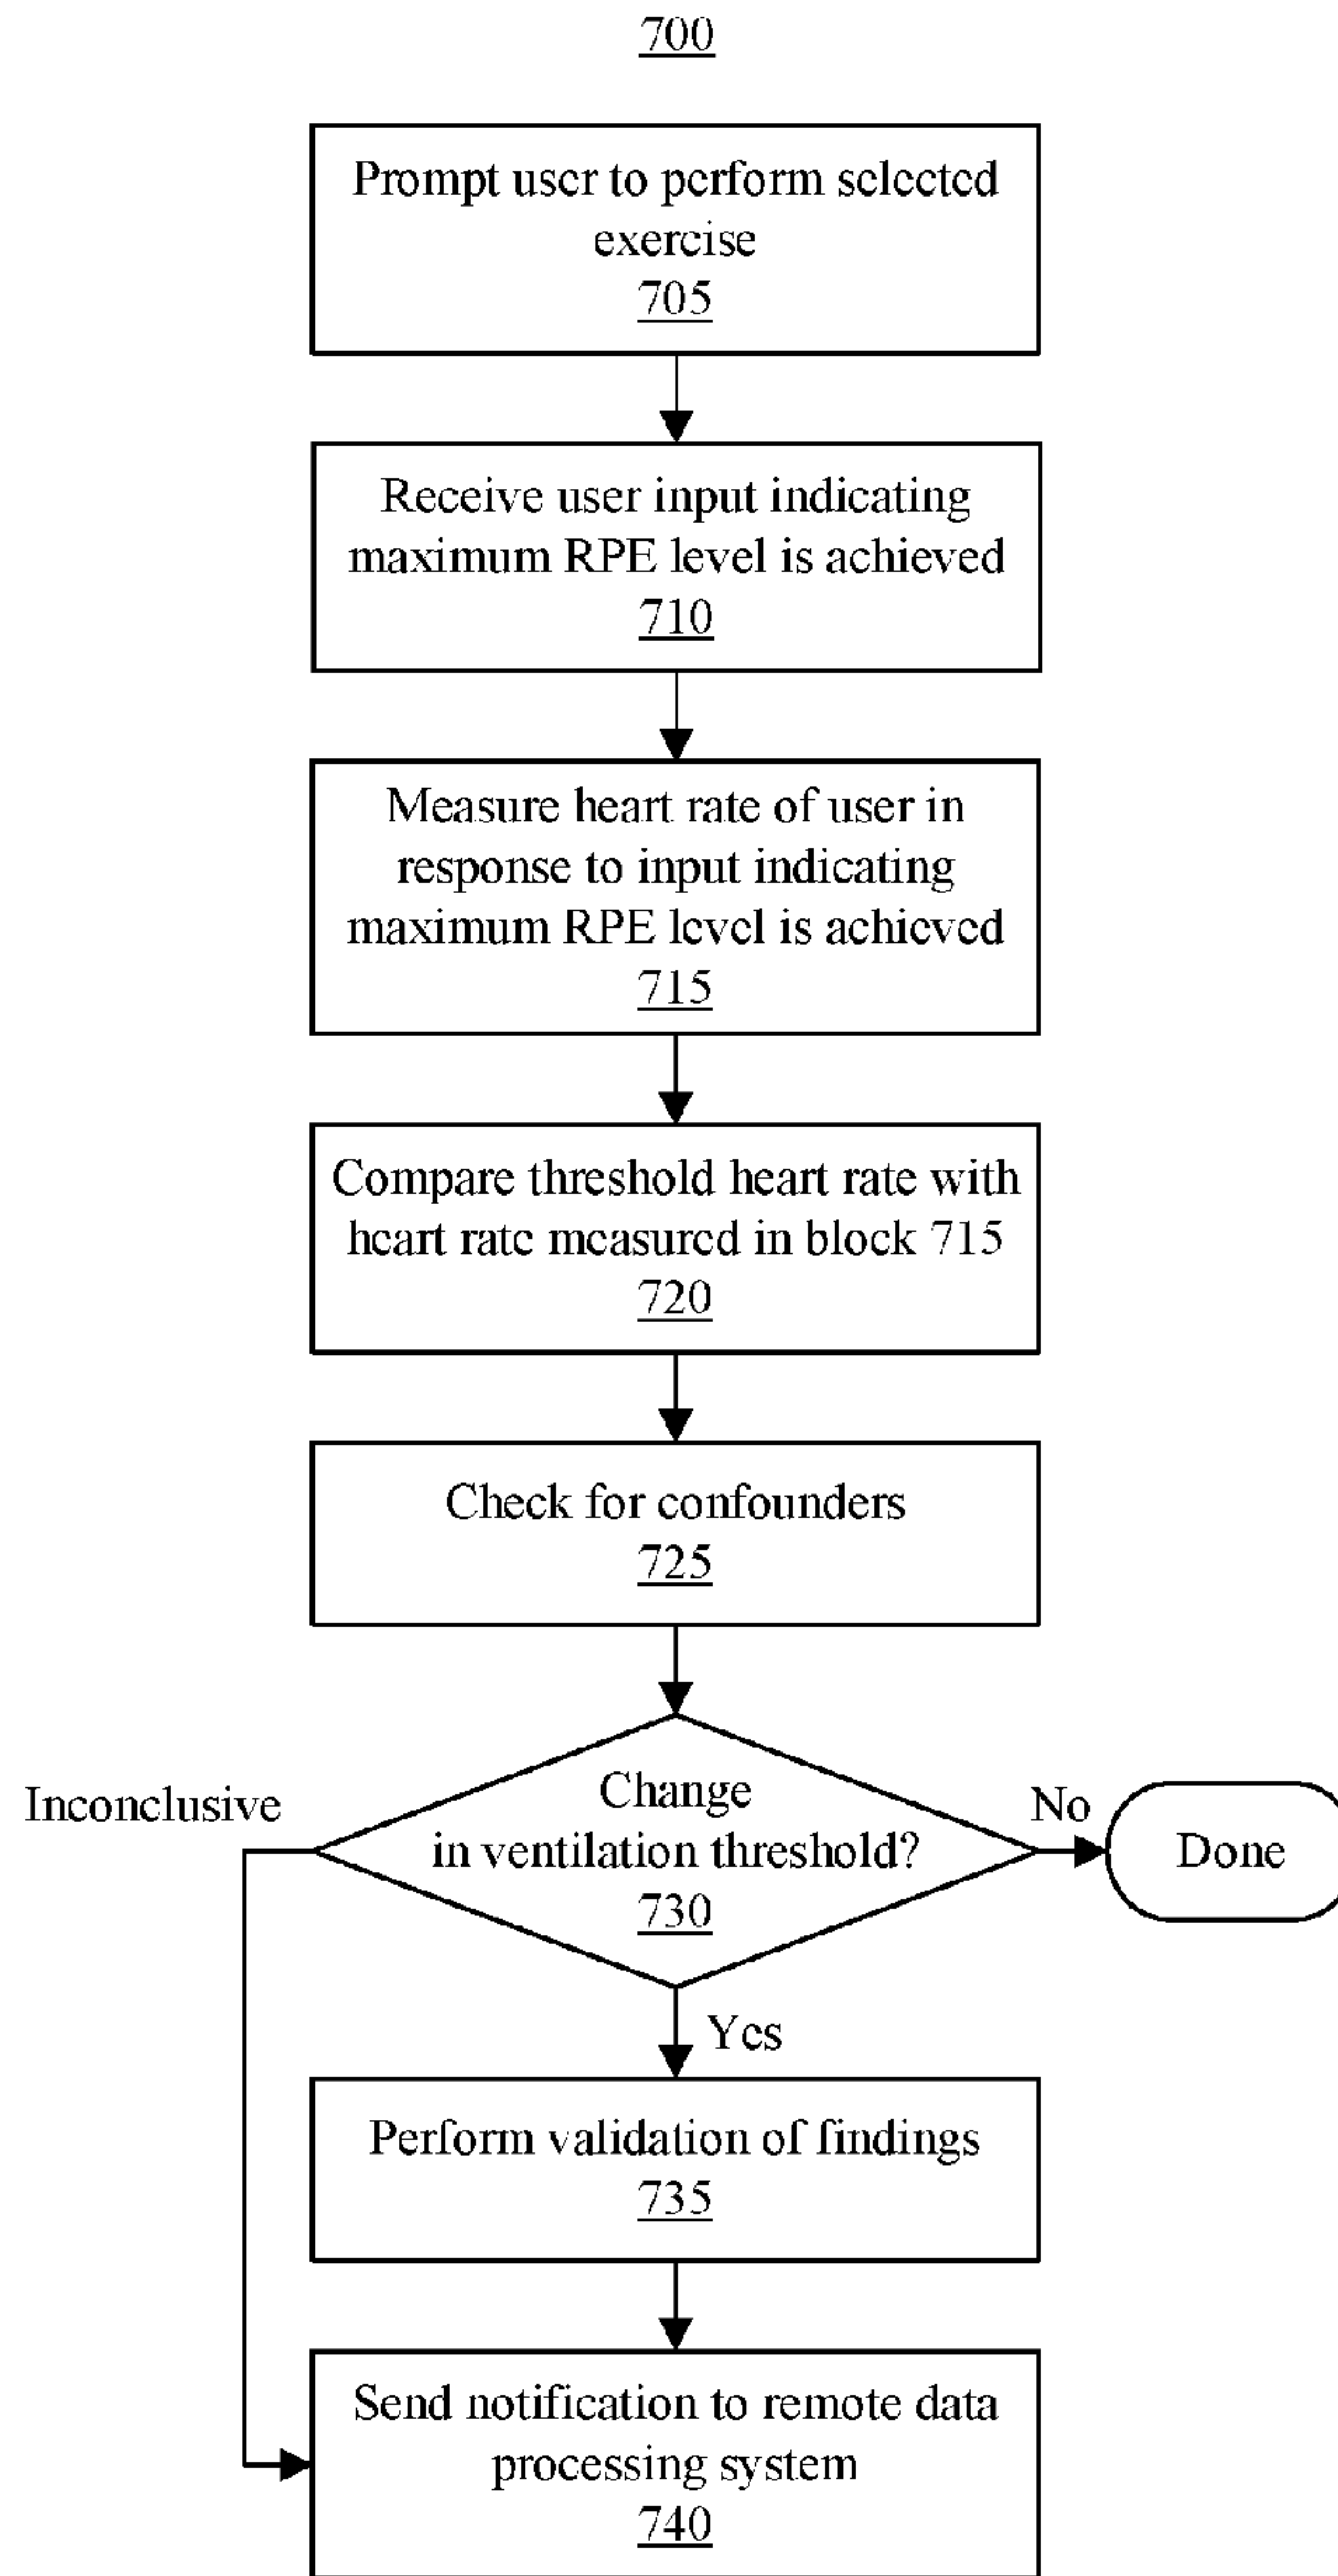 700
Prompt user to perform selected
exercise
705
Receive user input indicating
maximum RPE level is achieved
710
Measure heart rate of user in
response to input indicating
maximum RPE level is achieved
715
Compare threshold heart rate with
heart rate measured in block 715
720
Check for confounders
725
Inconclusive
Change
in ventilation threshold?
730
No
Done
Yes
Perform validation of findings
735
Send notification to remote data
processing system
740